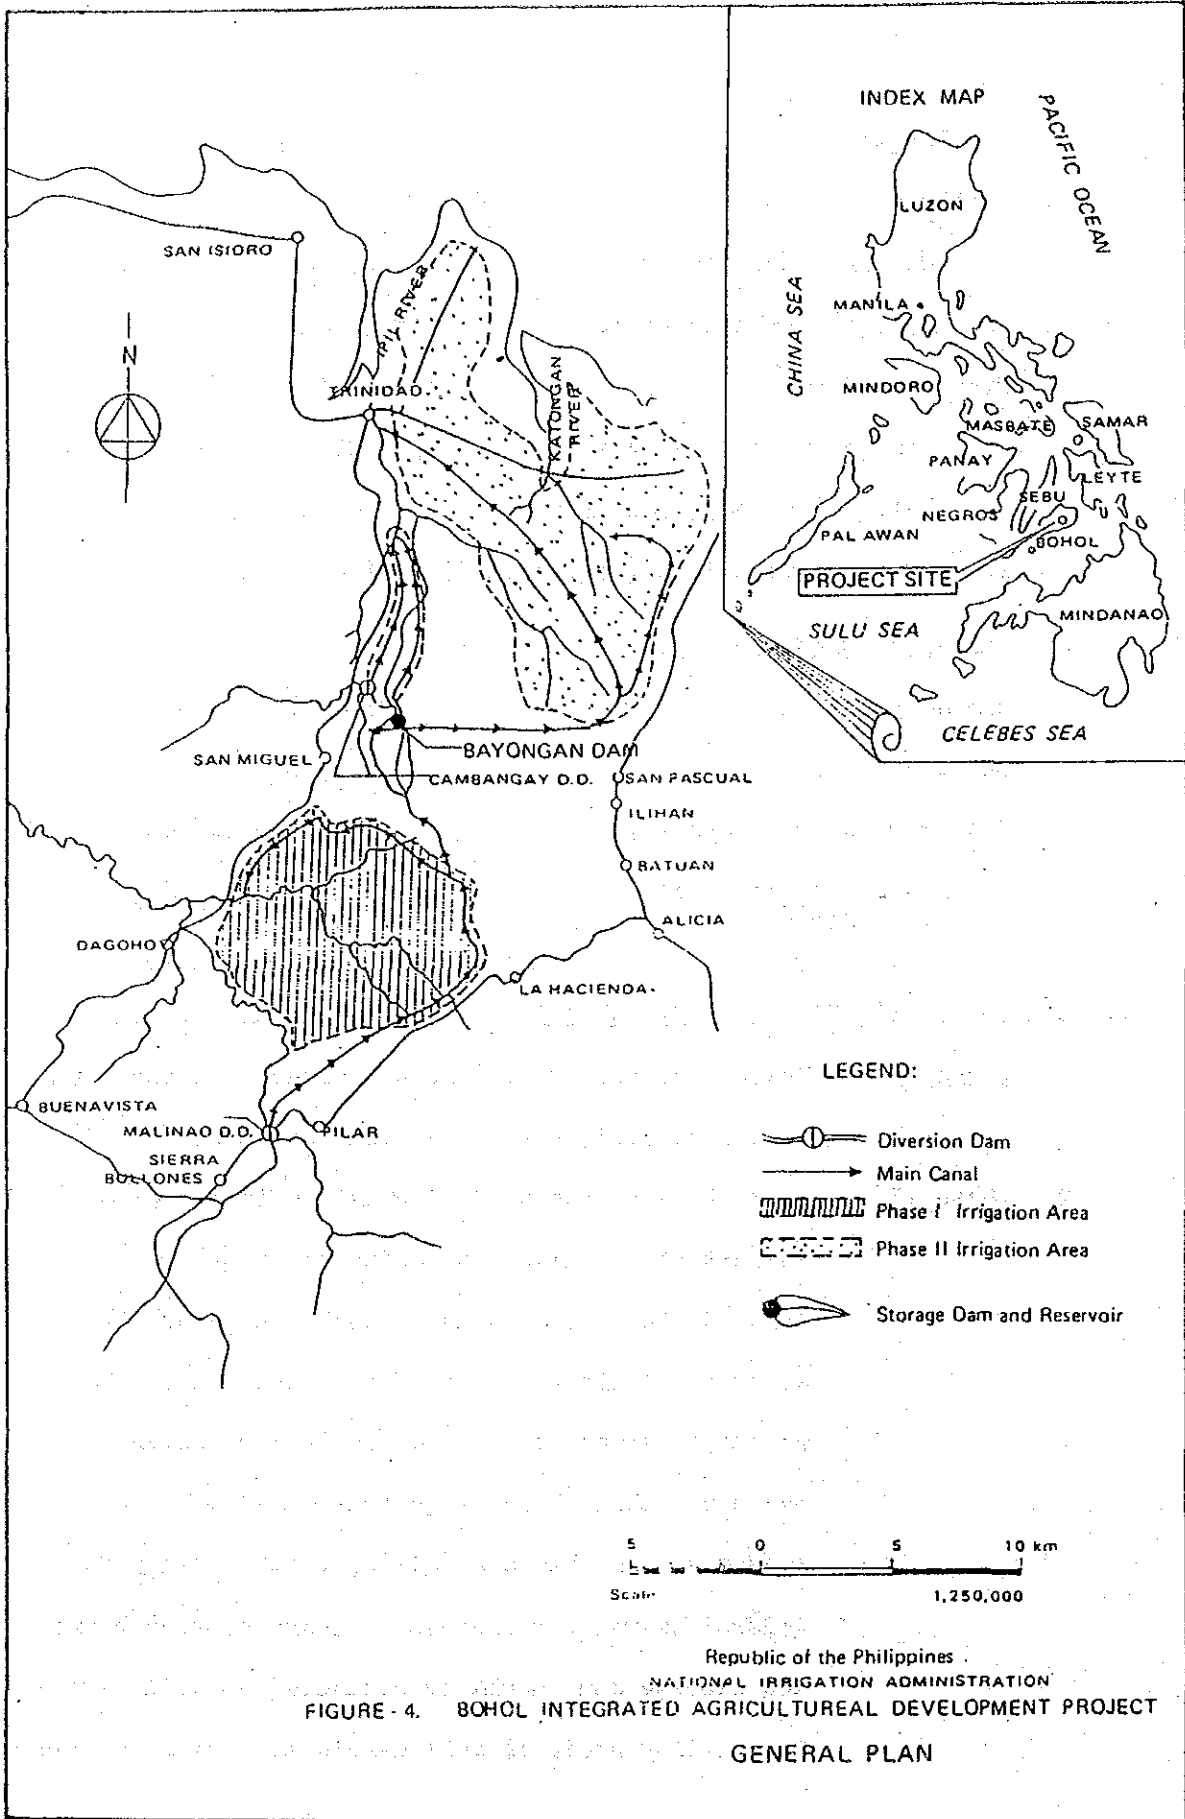 INDEX MAP
PACIFIC OCEAN
LUZON
CHINA SEA
MANILA
MINDORO
MASBATE
SAMAR
PANAY
LEYTE
SEBU
NEGROS
PALAWAN
BOHOL
PROJECT SITE
SULU SEA
MINDANAO
CELEBES SEA
SAN ISIDRO
N
IPIL RIVER
TRINIDAD
KATONGAN
RIVER
BAYONGAN DAM
SAN MIGUEL
CAMBANGAY D.D.
SAN PASCUAL
ILIHAN
BATUAN
ALICIA
DAGOHOY
LA HACIENDA
BUENAVISTA
MALINAO D.D.
PILAR
SIERRA
BULLONES
LEGEND:
Diversion Dam
Main Canal
Phase I Irrigation Area
Phase II Irrigation Area
Storage Dam and Reservoir
5 0 5 10 km
Scale 1,250,000
Republic of the Philippines
NATIONAL IRRIGATION ADMINISTRATION
FIGURE - 4. BOHOL INTEGRATED AGRICULTUREAL DEVELOPMENT PROJECT
GENERAL PLAN